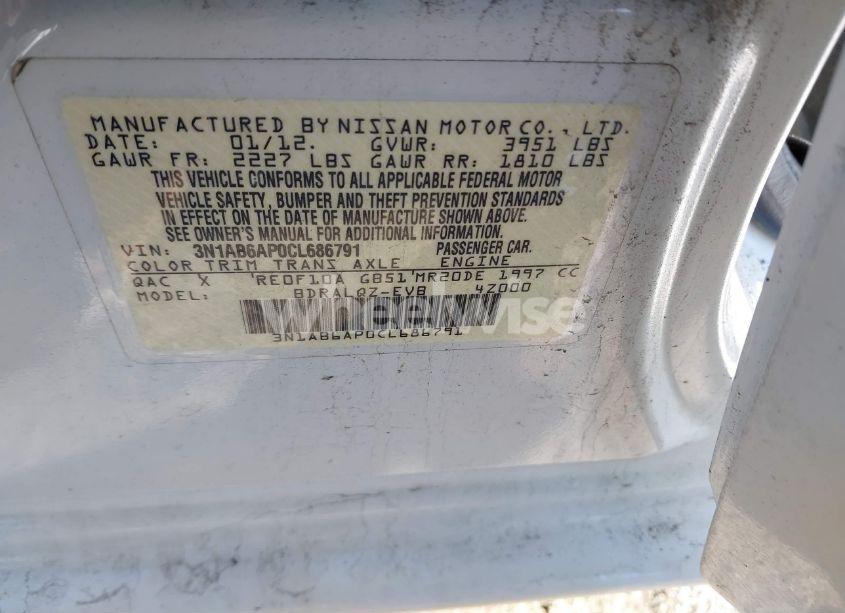 MANUFACTURED BY NISSAN MOTOR CO., LTD.
DATE: 01/12. GVWR: 3951 LBS
GAWR FR: 2227 LBS GAWR RR: 1810 LBS
THIS VEHICLE CONFORMS TO ALL APPLICABLE FEDERAL MOTOR
VEHICLE SAFETY, BUMPER AND THEFT PREVENTION STANDARDS
IN EFFECT ON THE DATE OF MANUFACTURE SHOWN ABOVE.
SEE OWNER'S MANUAL FOR ADDITIONAL INFORMATION.
VIN: 3N1AB6AP0CL686791 PASSENGER CAR.
COLOR TRIM TRANS AXLE ENGINE
QAC X 'RE0F10A GB51'MR20DE 1997 CC
MODEL: BDRALQZ-EVB 4Z000
wheelwise
3N1AB6AP0CL686791